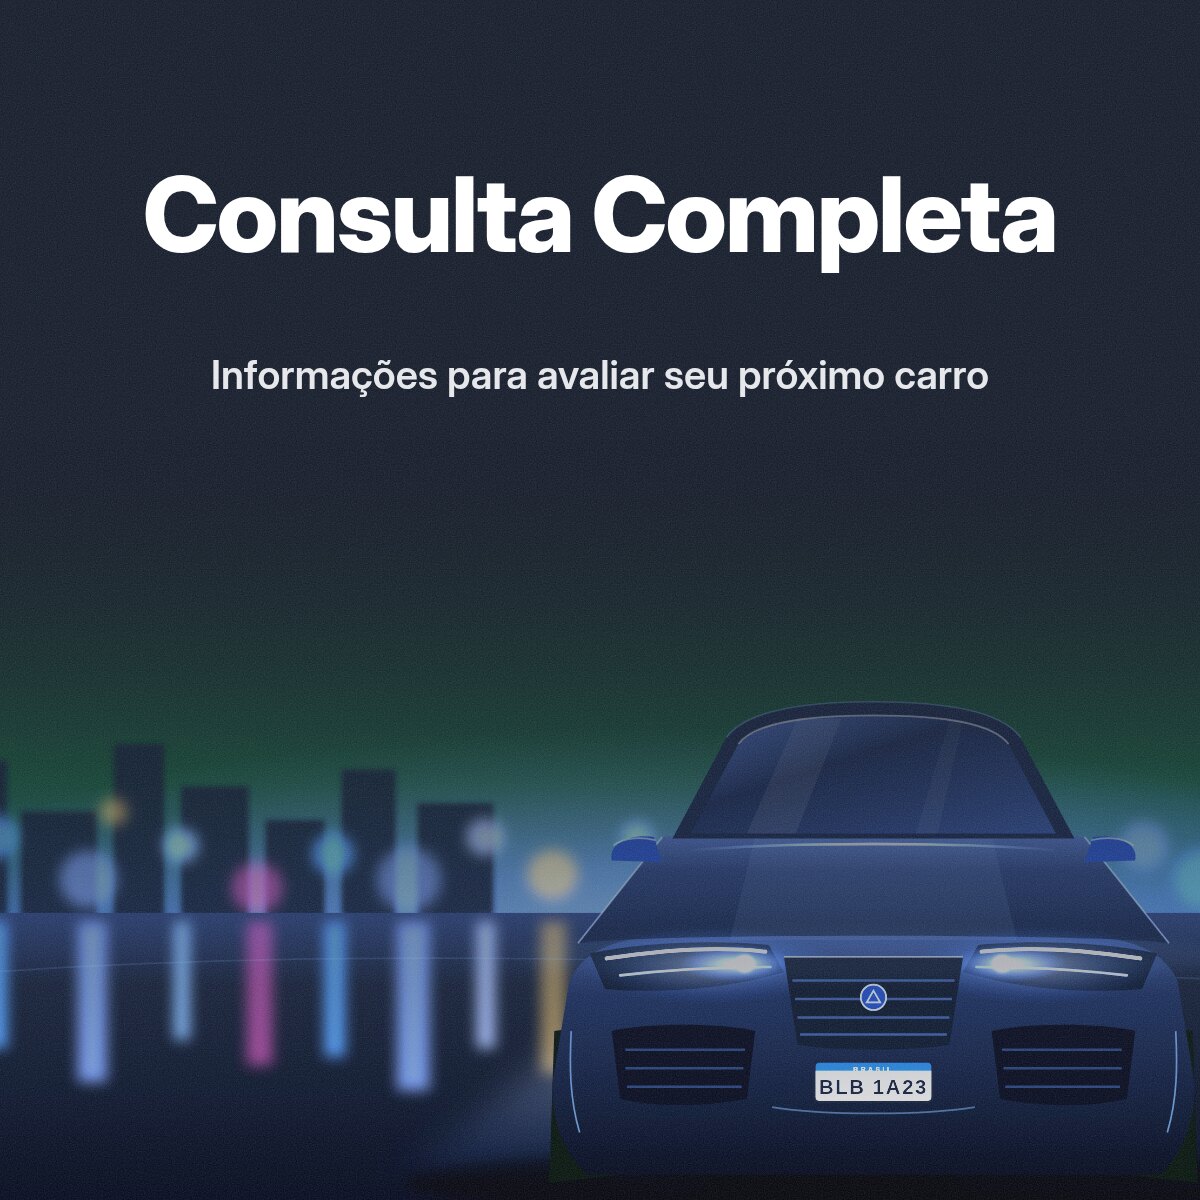 Consulta Completa
Informações para avaliar seu próximo carro
BRASIL
BLB 1A23